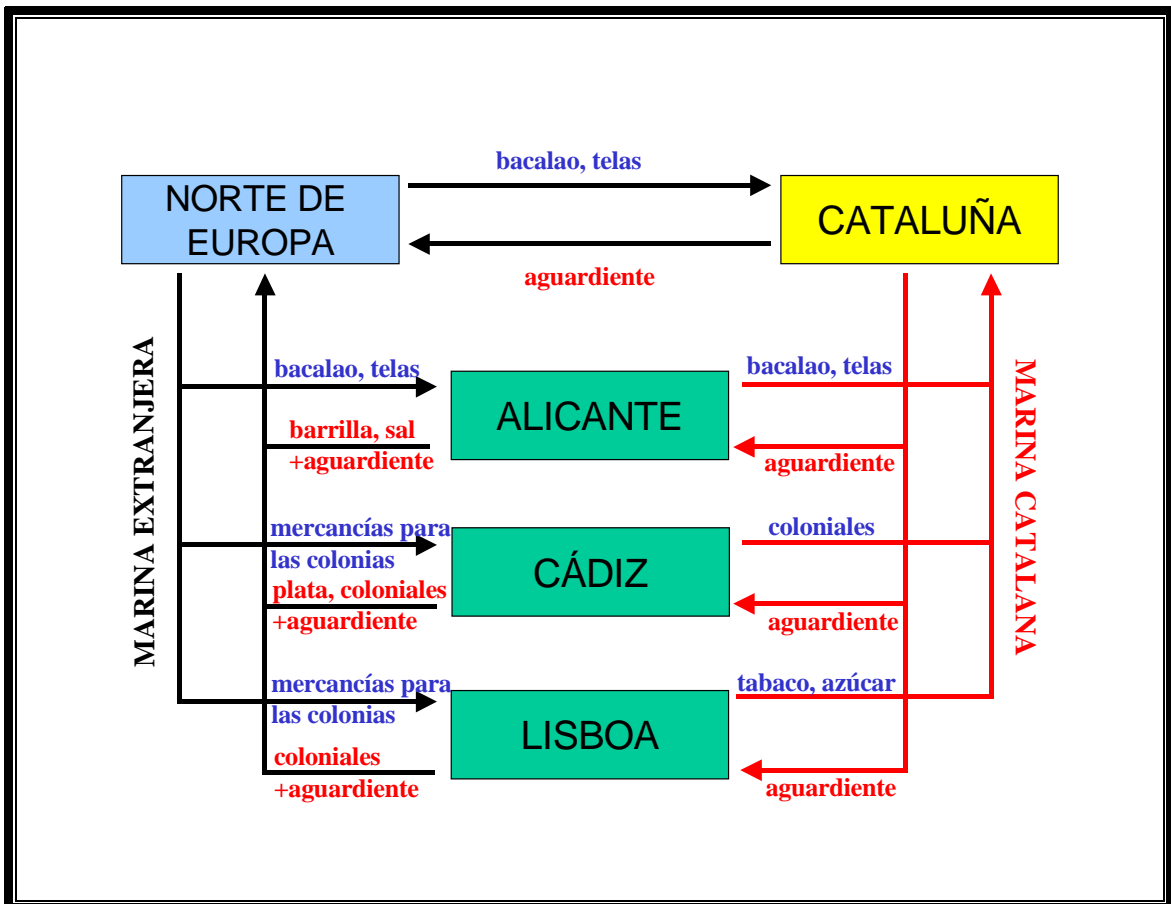 bacalao, telas
NORTE DE
EUROPA
CATALUÑA
aguardiente
MARINA EXTRANJERA
bacalao, telas
ALICANTE
bacalao, telas
MARINA CATALANA
barrilla, sal
+aguardiente
aguardiente
mercancías para
las colonias
CÁDIZ
coloniales
plata, coloniales
+aguardiente
aguardiente
mercancías para
las colonias
LISBOA
tabaco, azúcar
coloniales
+aguardiente
aguardiente